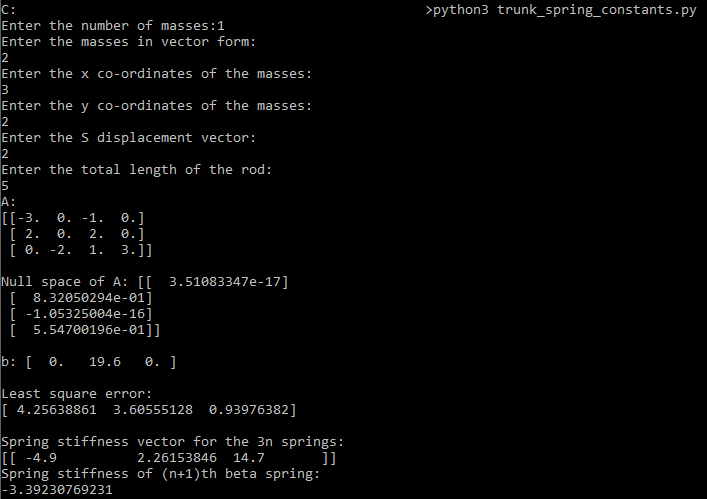 C: >python3 trunk_spring_constants.py
Enter the number of masses:1
Enter the masses in vector form:
2
Enter the x co-ordinates of the masses:
3
Enter the y co-ordinates of the masses:
2
Enter the S displacement vector:
2
Enter the total length of the rod:
5
A:
[[-3.  0. -1.  0.]
 [ 2.  0.  2.  0.]
 [ 0. -2.  1.  3.]]
Null space of A: [[  3.51083347e-17]
 [  8.32050294e-01]
 [ -1.05325004e-16]
 [  5.54700196e-01]]
b: [  0.   19.6   0. ]
Least square error:
[ 4.25638861  3.60555128  0.93976382]
Spring stiffness vector for the 3n springs:
[[ -4.9          2.26153846  14.7       ]]
Spring stiffness of (n+1)th beta spring:
-3.39230769231